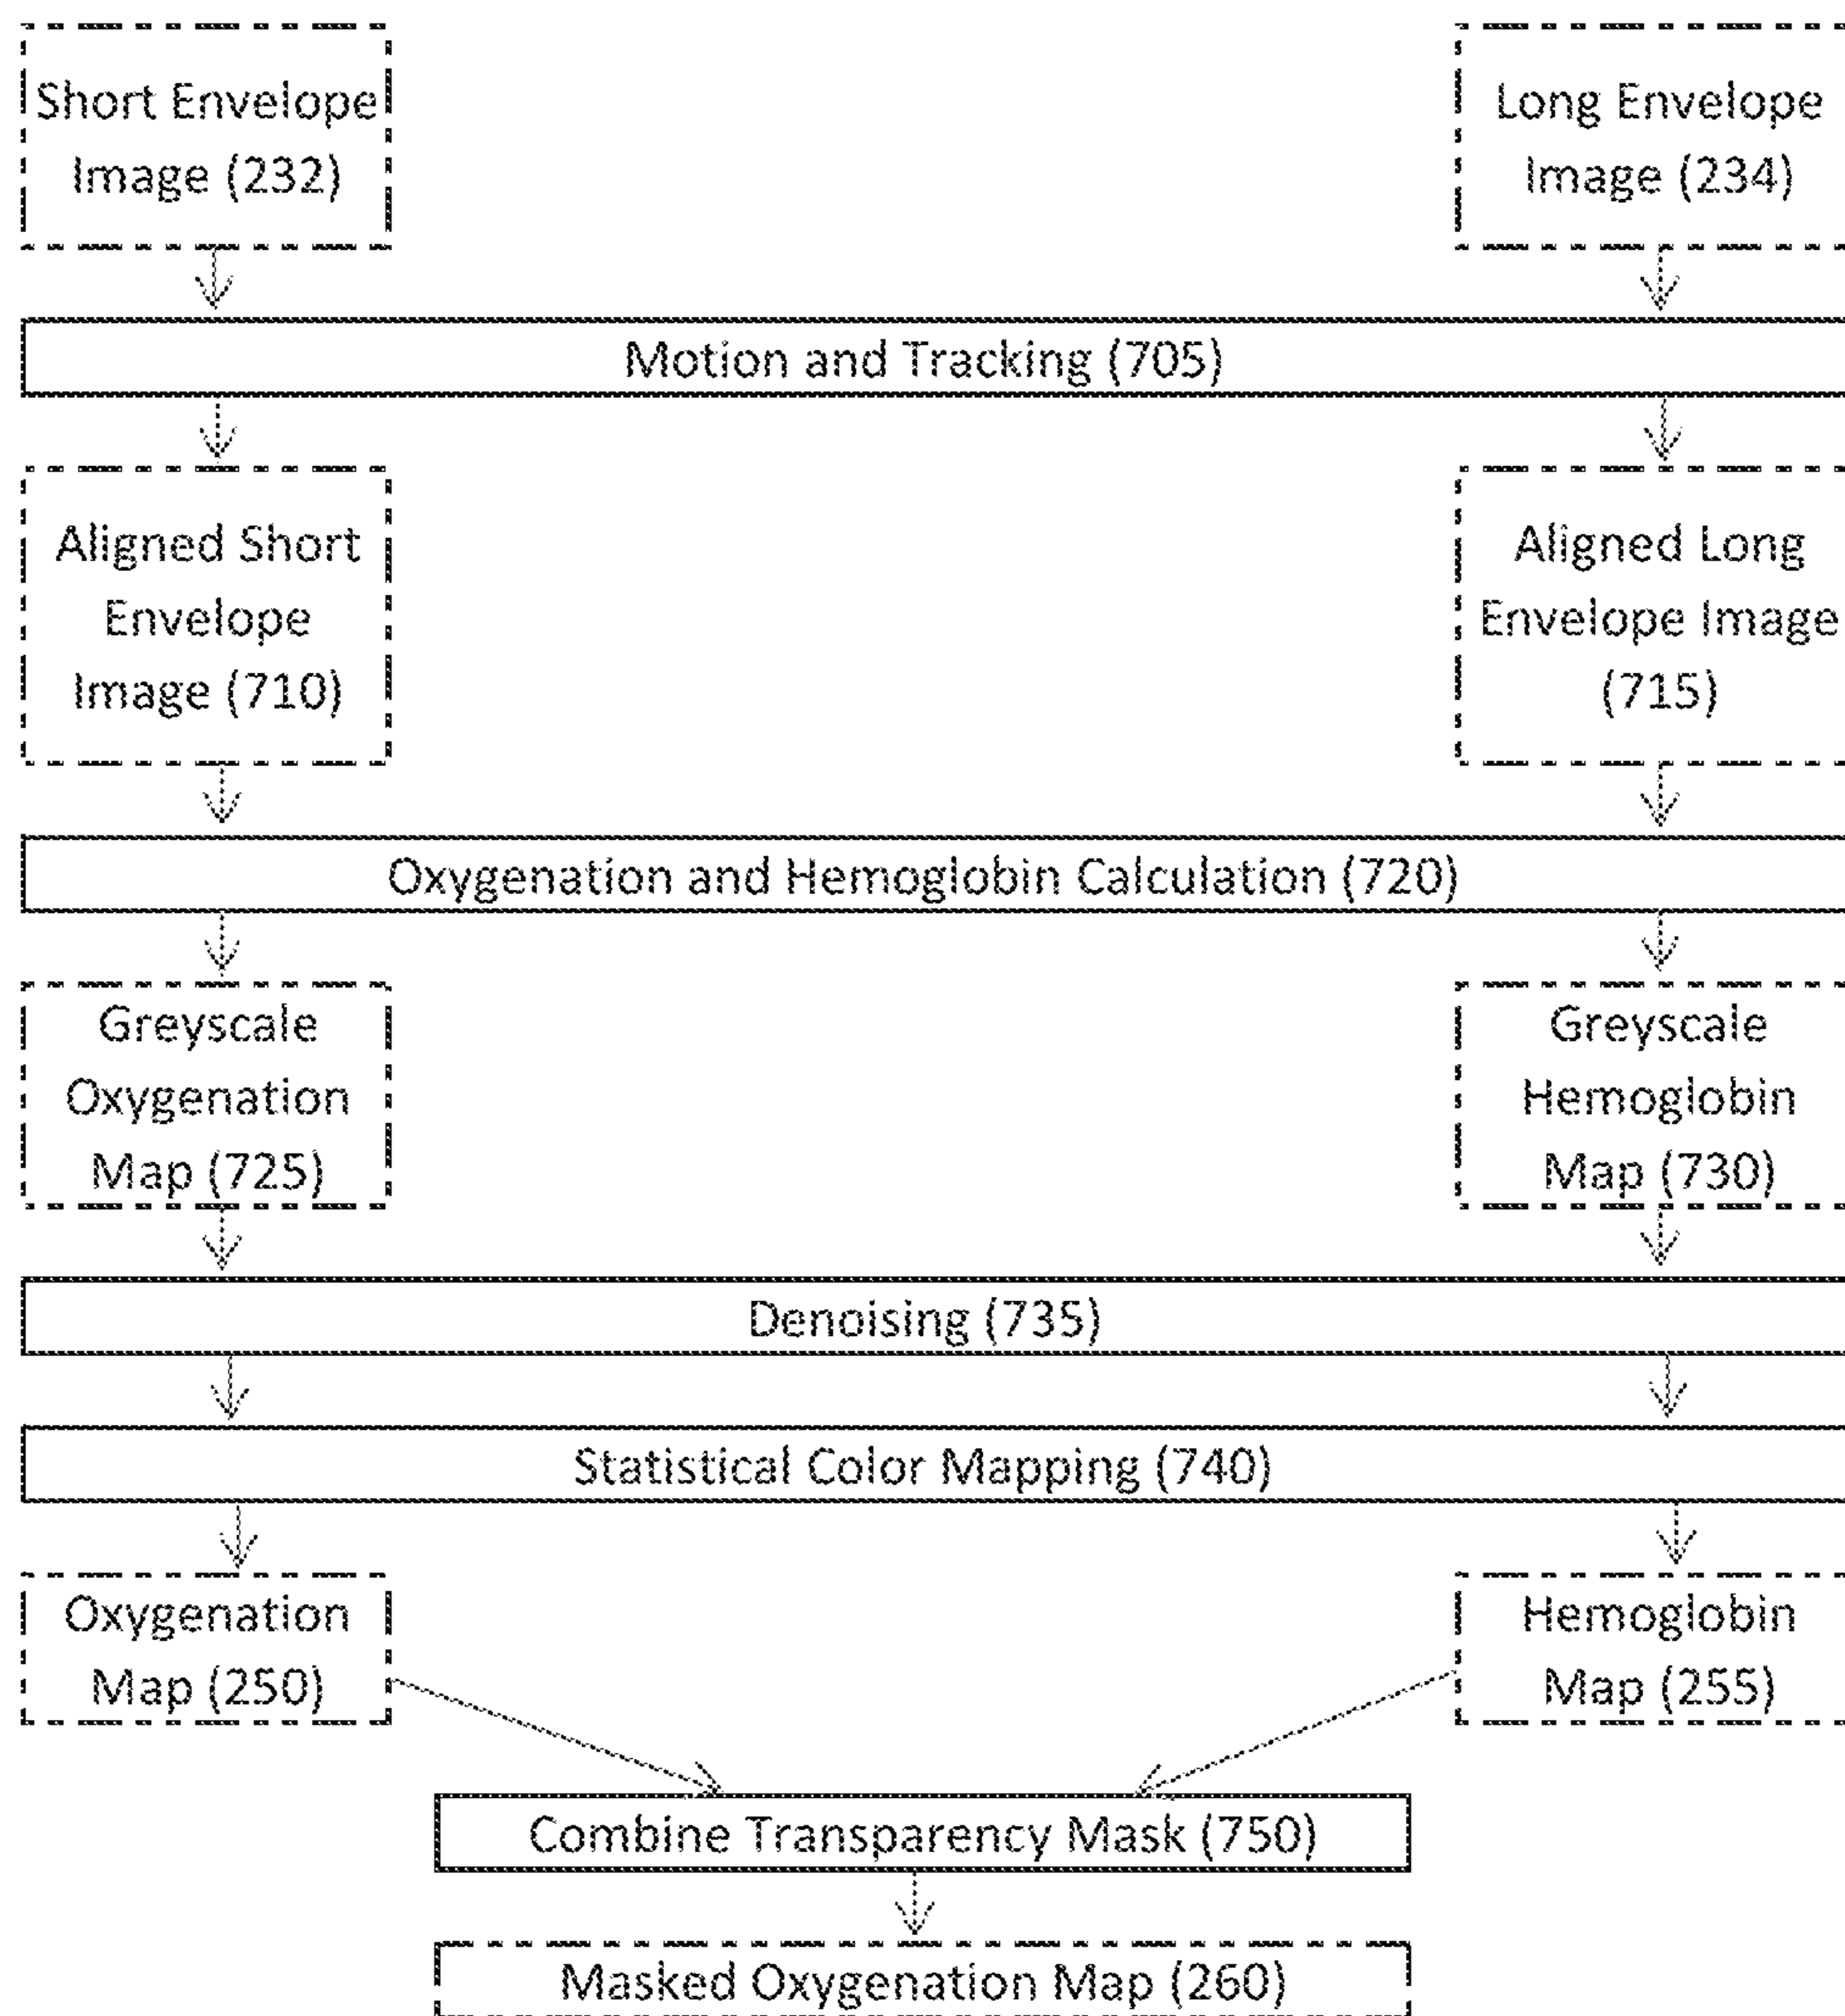 Short Envelope
Image (232)
Long Envelope
Image (234)
Motion and Tracking (705)
Aligned Short
Envelope
Image (710)
Aligned Long
Envelope Image
(715)
Oxygenation and Hemoglobin Calculation (720)
Greyscale
Oxygenation
Map (725)
Greyscale
Hemoglobin
Map (730)
Denoising (735)
Statistical Color Mapping (740)
Oxygenation
Map (250)
Hemoglobin
Map (255)
Combine Transparency Mask (750)
Masked Oxygenation Map (260)